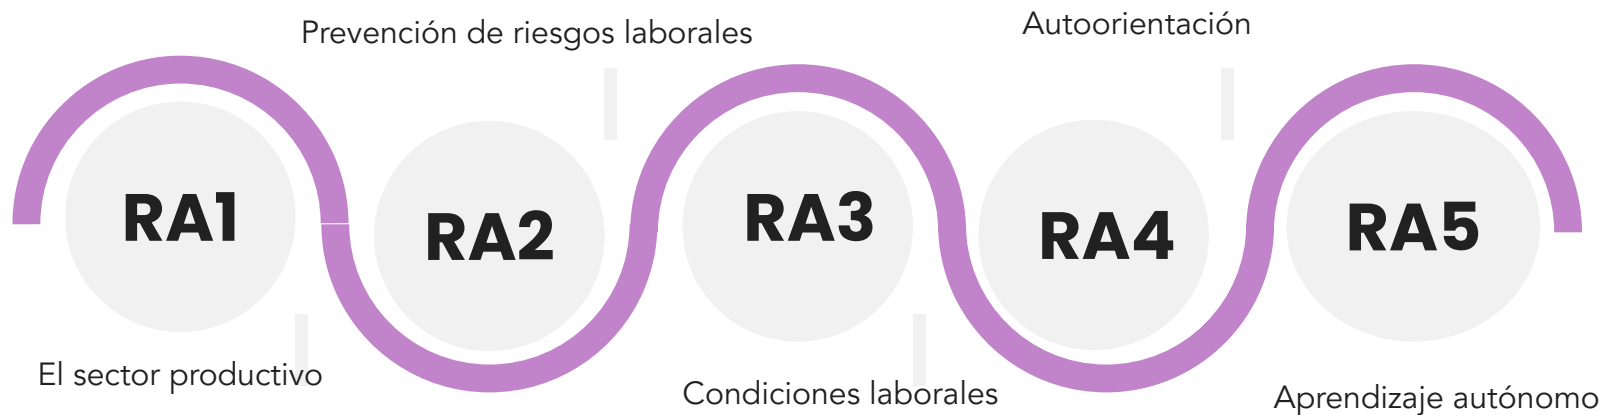 Prevención de riesgos laborales
Autoorientación
RA1
RA2
RA3
RA4
RA5
El sector productivo
Condiciones laborales
Aprendizaje autónomo